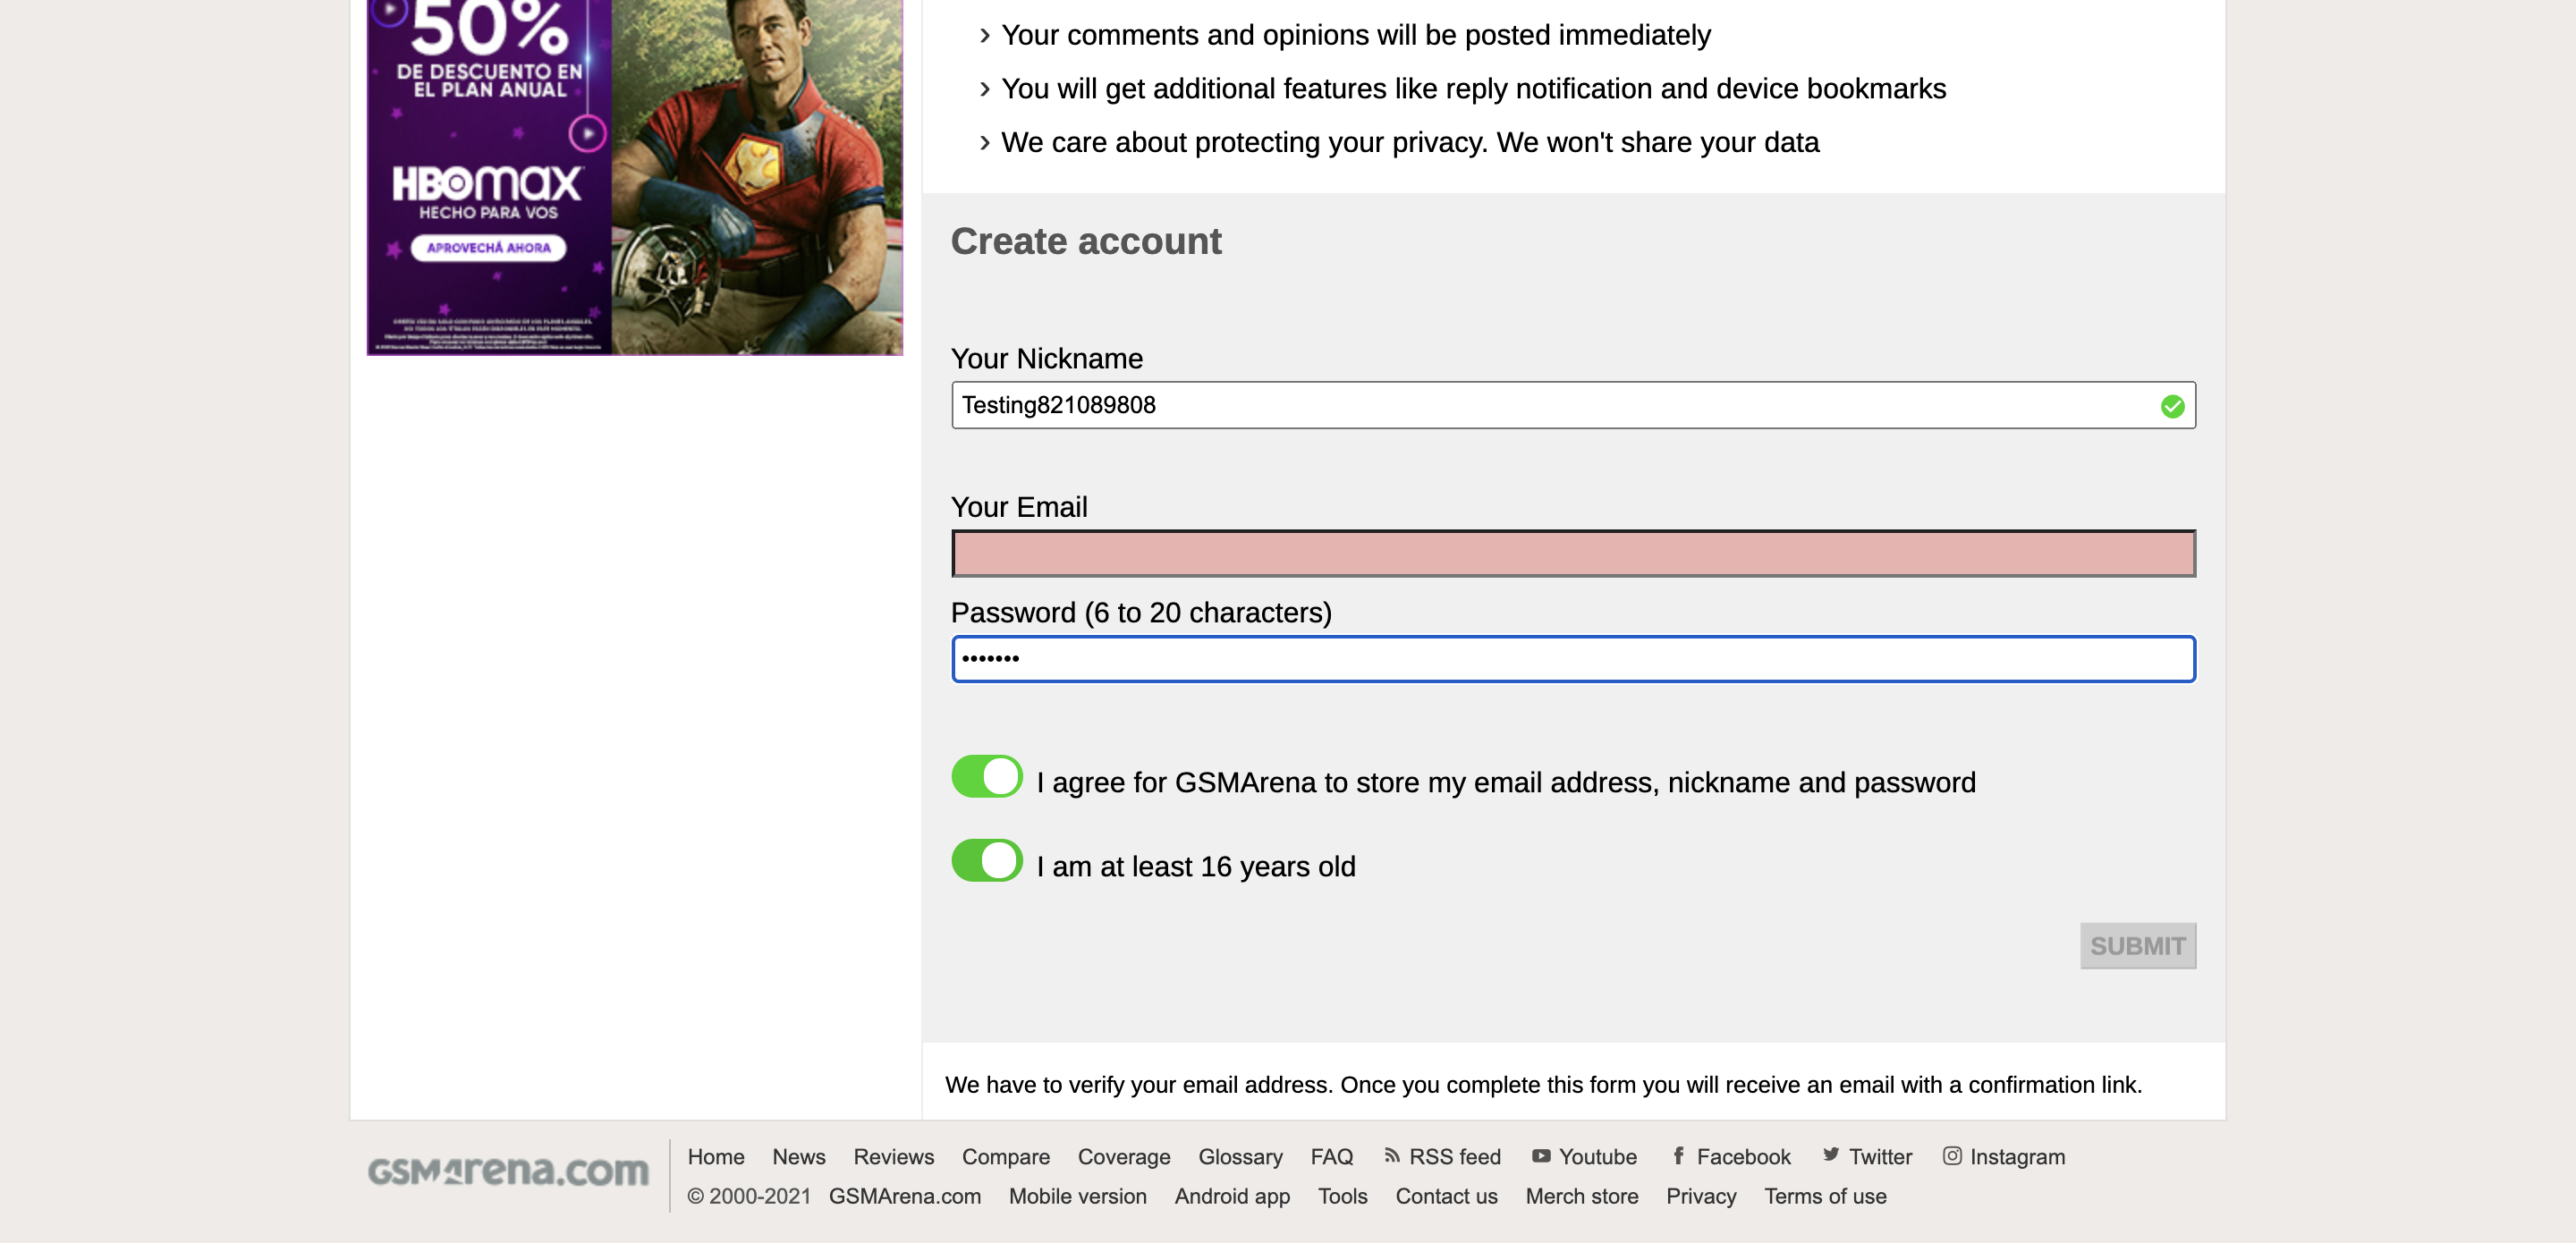 50%
DE DESCUENTO EN
EL PLAN ANUAL
HBOmax
HECHO PARA VOS
APROVECHÁ AHORA
› Your comments and opinions will be posted immediately
› You will get additional features like reply notification and device bookmarks
› We care about protecting your privacy. We won't share your data
Create account
Your Nickname
Testing821089808
Your Email
Password (6 to 20 characters)
•••••••
I agree for GSMArena to store my email address, nickname and password
I am at least 16 years old
SUBMIT
We have to verify your email address. Once you complete this form you will receive an email with a confirmation link.
GSMArena.com
Home News Reviews Compare Coverage Glossary FAQ RSS feed Youtube Facebook Twitter Instagram
© 2000-2021 GSMArena.com Mobile version Android app Tools Contact us Merch store Privacy Terms of use